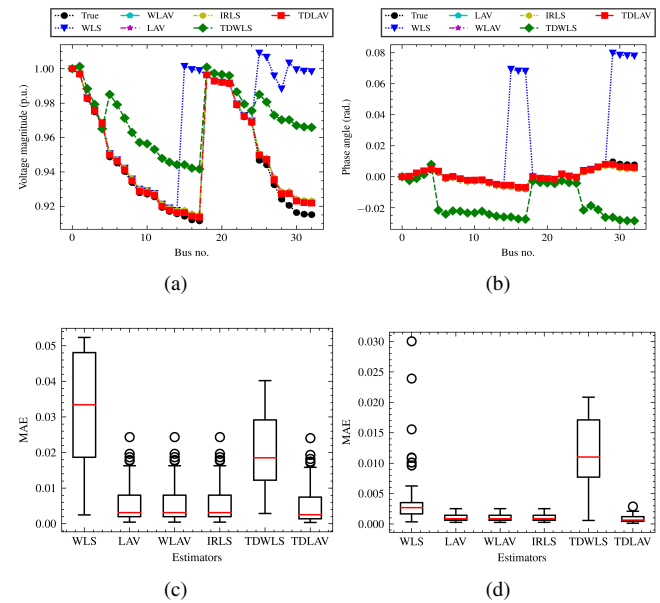 (a) (b)
True WLAV IRLS TDLAV
WLS LAV TDWLS
True LAV IRLS TDLAV
WLS WLAV TDWLS
Voltage magnitude (p.u.)
1.00
0.98
0.96
0.94
0.92
0 10 20 30
Bus no.
(a)
Phase angle (rad.)
0.08
0.06
0.04
0.02
0.00
−0.02
0 10 20 30
Bus no.
(b)
MAE
0.05
0.04
0.03
0.02
0.01
0.00
WLS LAV WLAV IRLS TDWLS TDLAV
Estimators
(c)
MAE
0.030
0.025
0.020
0.015
0.010
0.005
0.000
WLS LAV WLAV IRLS TDWLS TDLAV
Estimators
(d)